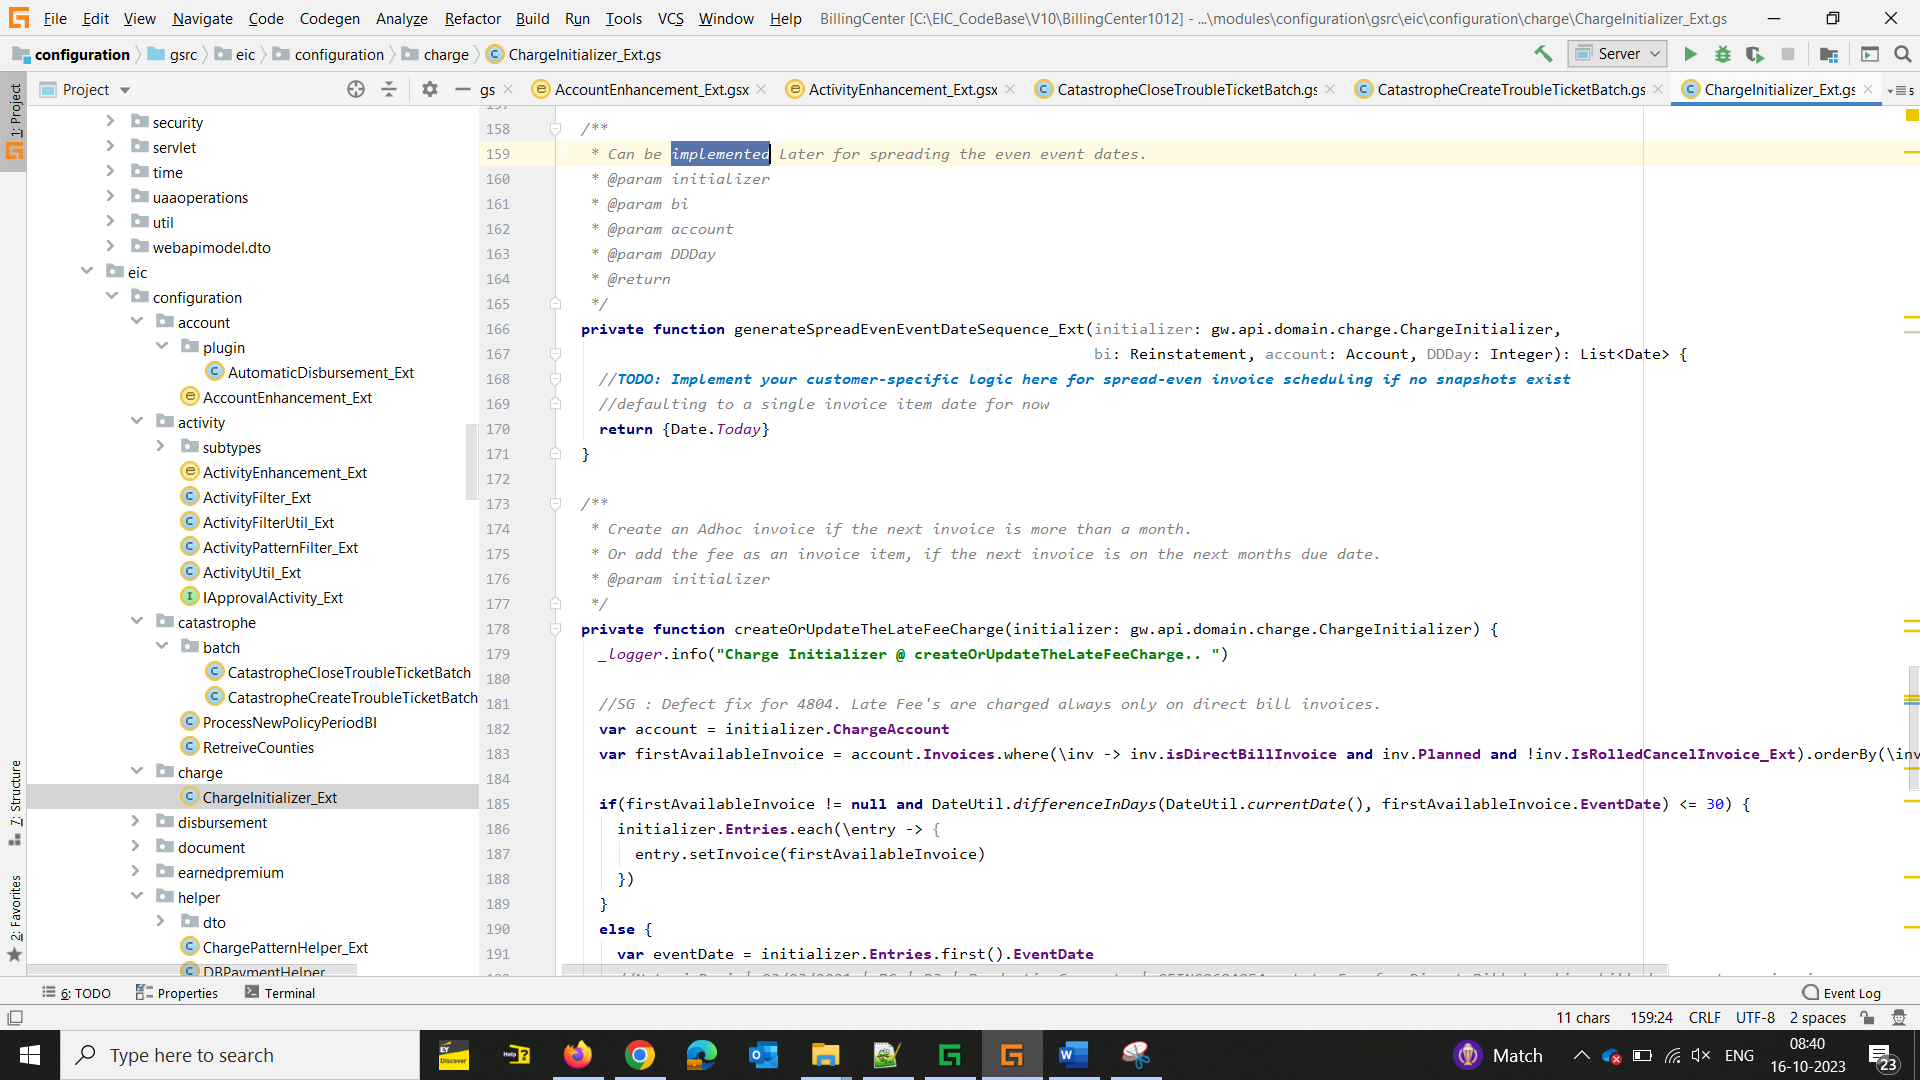 File Edit View Navigate Code Codegen Analyze Refactor Build Run Tools VCS Window Help BillingCenter [C:\EIC_CodeBase\V10\BillingCenter1012] - ...\modules\configuration\gsrc\eic\configuration\charge\ChargeInitializer_Ext.gs
configuration gsrc eic configuration charge ChargeInitializer_Ext.gs Server
Project gs AccountEnhancement_Ext.gsx ActivityEnhancement_Ext.gsx CatastropheCloseTroubleTicketBatch.gs CatastropheCreateTroubleTicketBatch.gs ChargeInitializer_Ext.gs 5
1: Project
7: Structure
2: Favorites
security
servlet
time
uaaoperations
util
webapimodel.dto
eic
configuration
account
plugin
AutomaticDisbursement_Ext
AccountEnhancement_Ext
activity
subtypes
ActivityEnhancement_Ext
ActivityFilter_Ext
ActivityFilterUtil_Ext
ActivityPatternFilter_Ext
ActivityUtil_Ext
IApprovalActivity_Ext
catastrophe
batch
CatastropheCloseTroubleTicketBatch
CatastropheCreateTroubleTicketBatch
ProcessNewPolicyPeriodBI
RetreiveCounties
charge
ChargeInitializer_Ext
disbursement
document
earnedpremium
helper
dto
ChargePatternHelper_Ext
DBPaymentHelper
158 /**
159 * Can be implemented Later for spreading the even event dates.
160 * @param initializer
161 * @param bi
162 * @param account
163 * @param DDDay
164 * @return
165 */
166 private function generateSpreadEvenEventDateSequence_Ext(initializer: gw.api.domain.charge.ChargeInitializer,
167 bi: Reinstatement, account: Account, DDDay: Integer): List<Date> {
168 //TODO: Implement your customer-specific logic here for spread-even invoice scheduling if no snapshots exist
169 //defaulting to a single invoice item date for now
170 return {Date.Today}
171 }
172
173 /**
174 * Create an Adhoc invoice if the next invoice is more than a month.
175 * Or add the fee as an invoice item, if the next invoice is on the next months due date.
176 * @param initializer
177 */
178 private function createOrUpdateTheLateFeeCharge(initializer: gw.api.domain.charge.ChargeInitializer) {
179 _logger.info("Charge Initializer @ createOrUpdateTheLateFeeCharge.. ")
180
181 //SG : Defect fix for 4804. Late Fee's are charged always only on direct bill invoices.
182 var account = initializer.ChargeAccount
183 var firstAvailableInvoice = account.Invoices.where(\inv -> inv.isDirectBillInvoice and inv.Planned and !inv.IsRolledCancelInvoice_Ext).orderBy(\inv
184
185 if(firstAvailableInvoice != null and DateUtil.differenceInDays(DateUtil.currentDate(), firstAvailableInvoice.EventDate) <= 30) {
186 initializer.Entries.each(\entry -> {
187 entry.setInvoice(firstAvailableInvoice)
188 })
189 }
190 else {
191 var eventDate = initializer.Entries.first().EventDate
6: TODO Properties Terminal Event Log
11 chars 159:24 CRLF UTF-8 2 spaces
Type here to search EY Discover Help ? Match ENG 08:40 16-10-2023 23